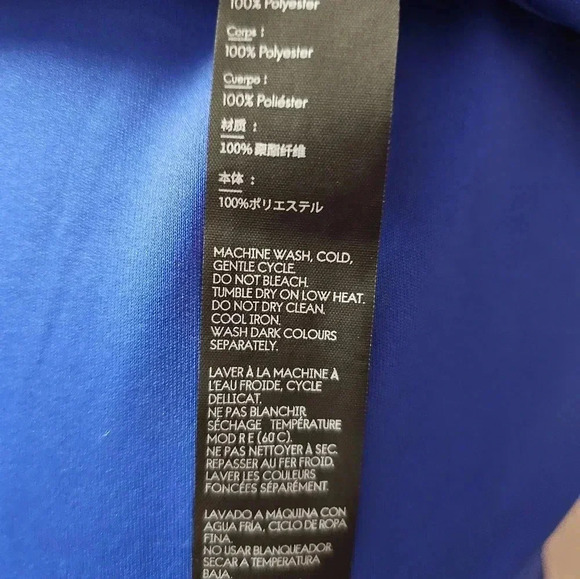 100% Polyester
Corps :
100% Polyester
Cuerpo :
100% Poliéster
材质 :
100% 聚酯纤维
本体 :
100%ポリエステル
MACHINE WASH, COLD,
GENTLE CYCLE.
DO NOT BLEACH.
TUMBLE DRY ON LOW HEAT.
DO NOT DRY CLEAN.
COOL IRON.
WASH DARK COLOURS
SEPARATELY.
LAVER À LA MACHINE À
L'EAU FROIDE, CYCLE
DELLICAT.
NE PAS BLANCHIR.
SÉCHAGE TEMPÉRATURE
MOD R E (60 C).
NE PAS NETTOYER À SEC.
REPASSER AU FER FROID.
LAVER LES COULEURS
FONCÉES SÉPARÉMENT.
LAVADO A MÁQUINA CON
AGUA FRIA, CICLO DE ROPA
FINA.
NO USAR BLANQUEADOR
SECAR A TEMPERATURA
BAJA.